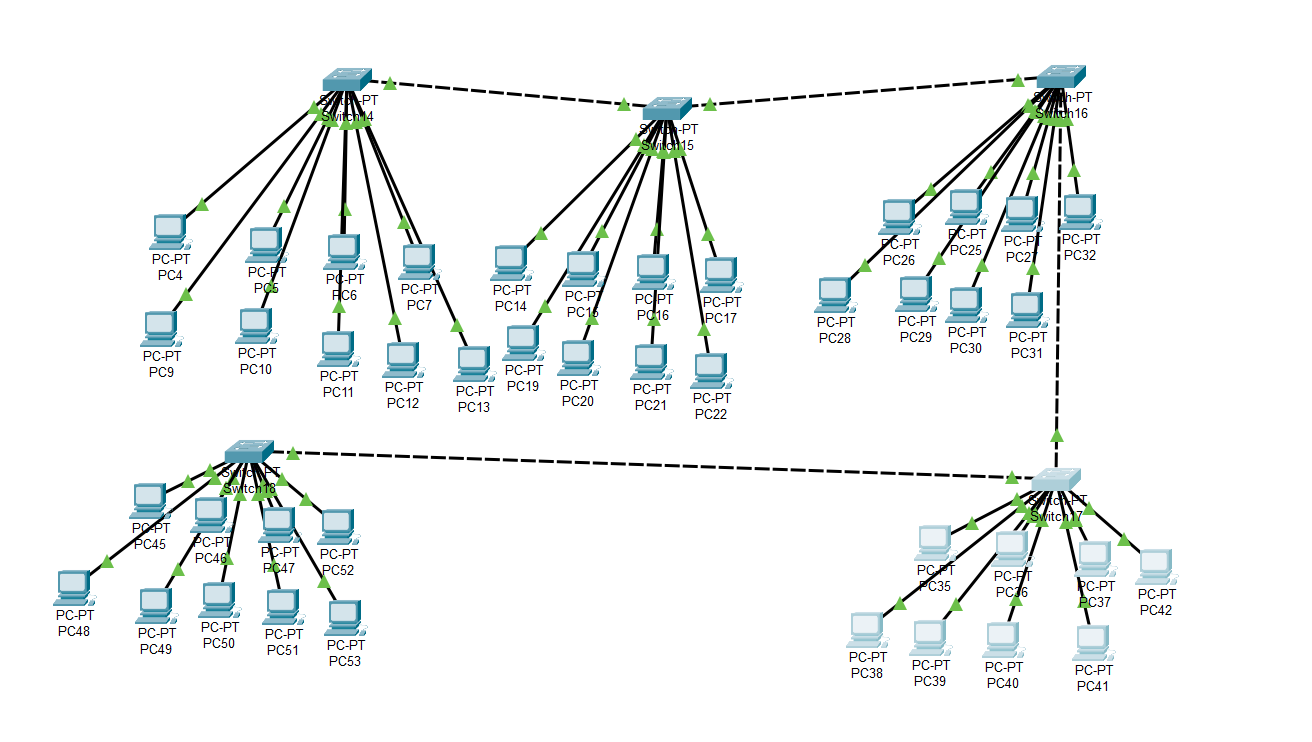 Switch-PT
Switch14
Switch-PT
Switch15
Switch-PT
Switch16
PC-PT
PC4
PC-PT
PC5
PC-PT
PC6
PC-PT
PC7
PC-PT
PC9
PC-PT
PC10
PC-PT
PC11
PC-PT
PC12
PC-PT
PC13
PC-PT
PC14
PC-PT
PC15
PC-PT
PC16
PC-PT
PC17
PC-PT
PC19
PC-PT
PC20
PC-PT
PC21
PC-PT
PC22
PC-PT
PC26
PC-PT
PC25
PC-PT
PC27
PC-PT
PC32
PC-PT
PC28
PC-PT
PC29
PC-PT
PC30
PC-PT
PC31
Switch-PT
Switch18
PC-PT
PC45
PC-PT
PC46
PC-PT
PC47
PC-PT
PC52
PC-PT
PC48
PC-PT
PC49
PC-PT
PC50
PC-PT
PC51
PC-PT
PC53
Switch-PT
Switch17
PC-PT
PC35
PC-PT
PC36
PC-PT
PC37
PC-PT
PC42
PC-PT
PC38
PC-PT
PC39
PC-PT
PC40
PC-PT
PC41